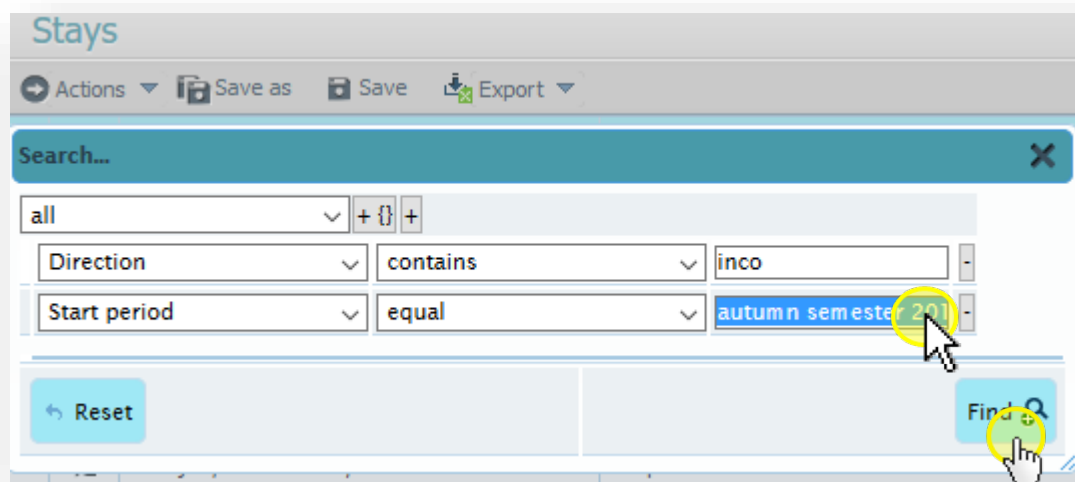 Stays
Actions Save as Save Export
Search...
all + {} +
Direction contains inco -
Start period equal autumn semester 201 -
Reset Find